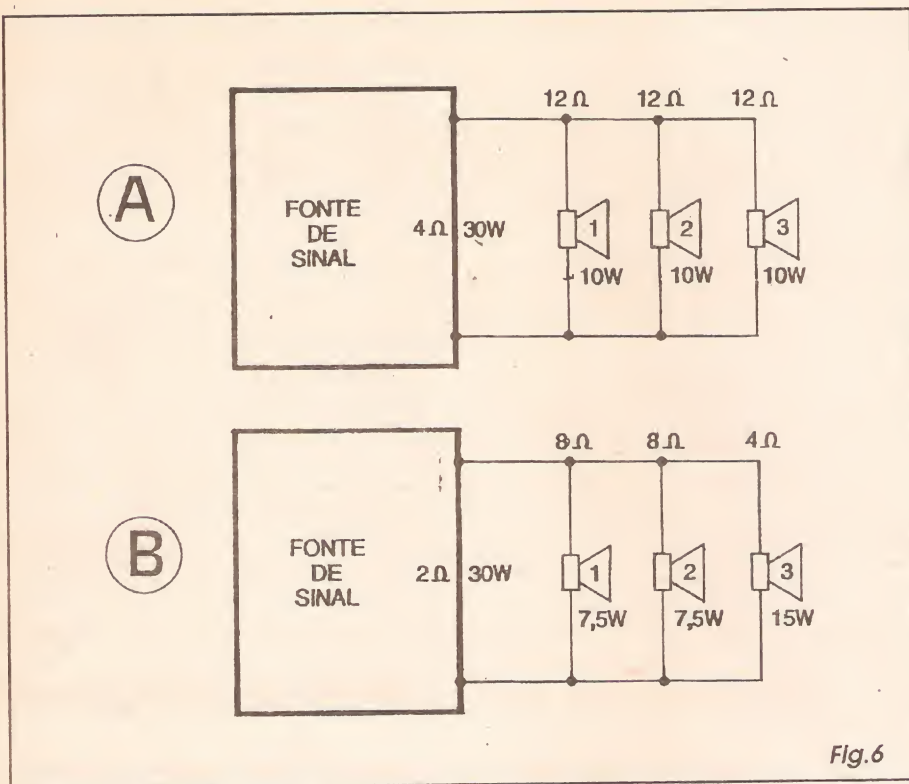 A
FONTE
DE
SINAL
4Ω 30W
12Ω 12Ω 12Ω
1 2 3
10W 10W 10W
B
FONTE
DE
SINAL
2Ω 30W
8Ω 8Ω 4Ω
1 2 3
7,5W 7,5W 15W
Fig.6